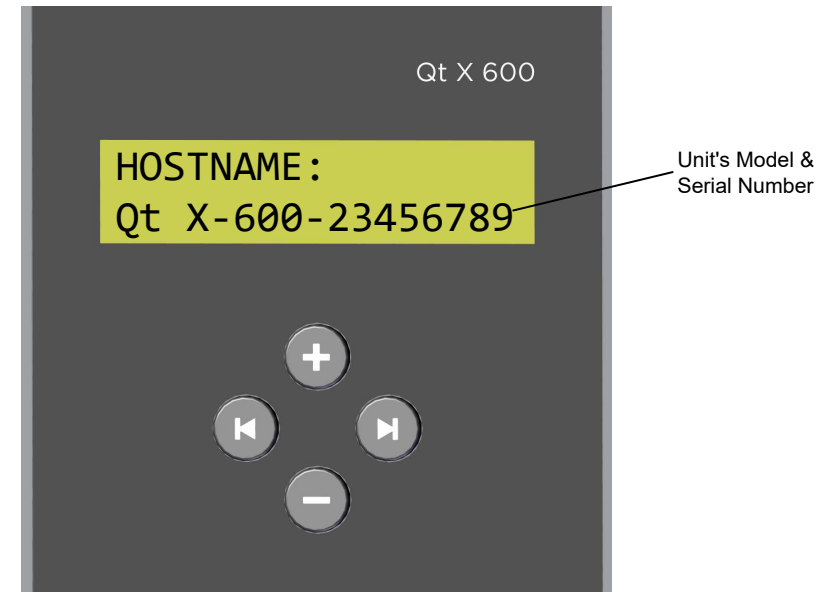 Qt X 600
HOSTNAME:
Qt X-600-23456789
Unit's Model &
Serial Number